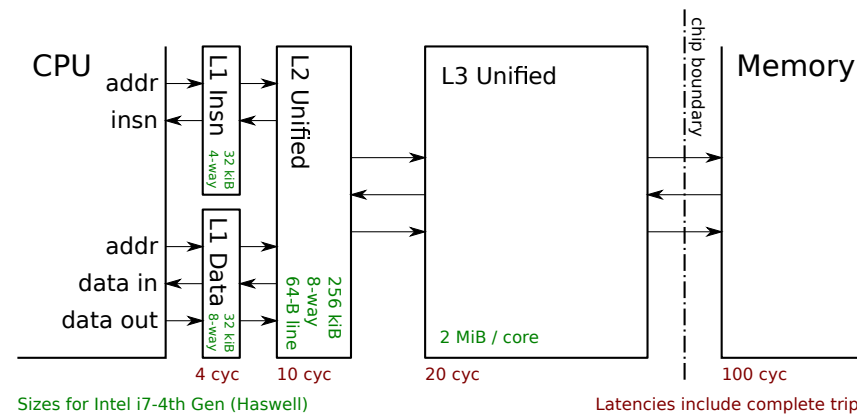 CPU
addr
insn
addr
data in
data out
L1 Insn
32 kiB
4-way
L1 Data
32 kiB
8-way
L2 Unified
256 kiB
8-way
64-B line
L3 Unified
2 MiB / core
chip boundary
Memory
4 cyc
10 cyc
20 cyc
100 cyc
Sizes for Intel i7-4th Gen (Haswell)
Latencies include complete trip